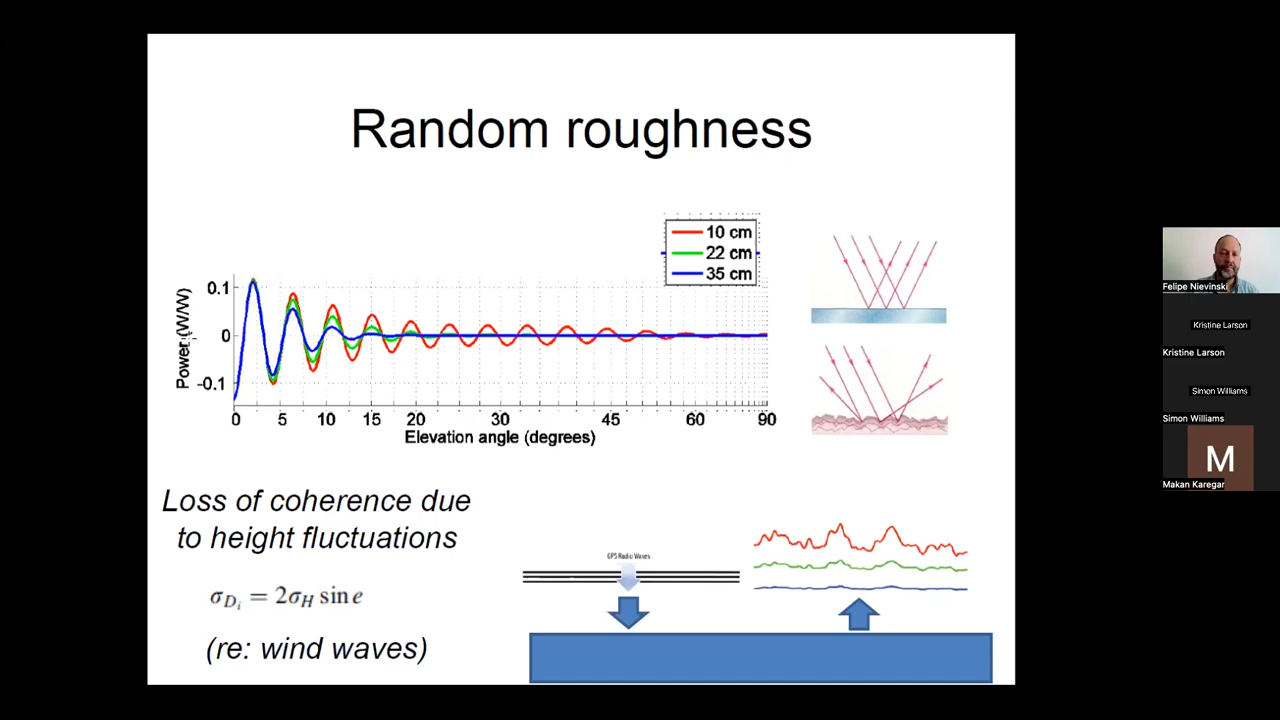 Random roughness
10 cm
22 cm
35 cm
Power (W/W)
0.1
0
-0.1
0 5 10 15 20 30 45 60 90
Elevation angle (degrees)
Loss of coherence due
to height fluctuations
σ_{D_i} = 2σ_H sin e
(re: wind waves)
GPS Radio Waves
Felipe Nievinski
Kristine Larson
Kristine Larson
Simon Williams
Simon Williams
M
Makan Karegar